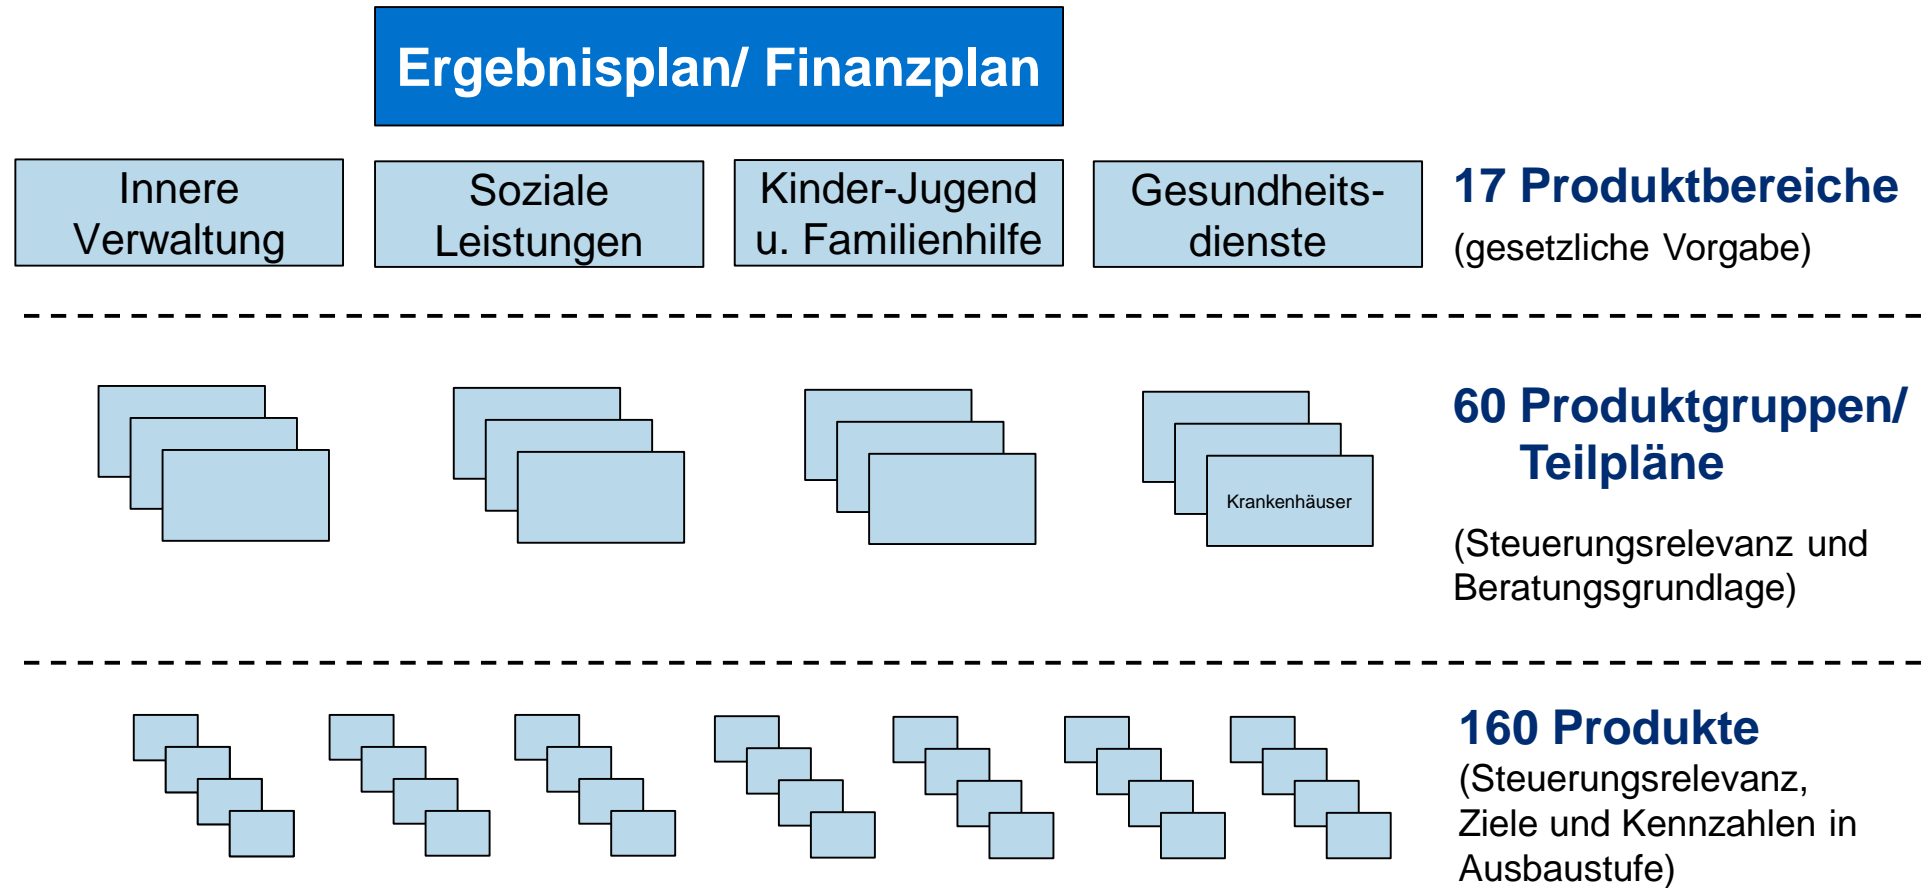 Ergebnisplan/ Finanzplan
Innere
Verwaltung
Soziale
Leistungen
Kinder-Jugend
u. Familienhilfe
Gesundheits-
dienste
17 Produktbereiche
(gesetzliche Vorgabe)
Krankenhäuser
60 Produktgruppen/
Teilpläne
(Steuerungsrelevanz und
Beratungsgrundlage)
160 Produkte
(Steuerungsrelevanz,
Ziele und Kennzahlen in
Ausbaustufe)